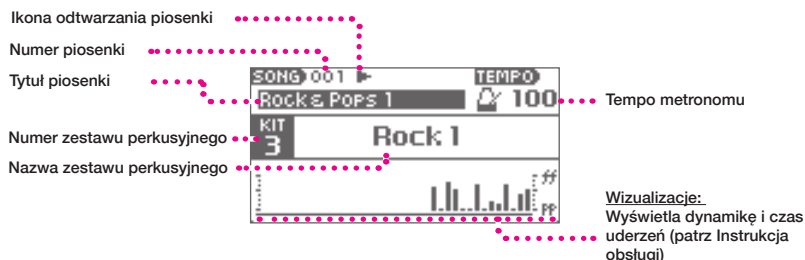 Ikona odtwarzania piosenki
Numer piosenki
Tytuł piosenki
Numer zestawu perkusyjnego
Nazwa zestawu perkusyjnego
SONG 001
TEMPO
Rock & Pops 1
100
KIT
3
Rock 1
ff
pp
Tempo metronomu
Wizualizacje:
Wyświetla dynamikę i czas
uderzeń (patrz Instrukcja
obsługi)